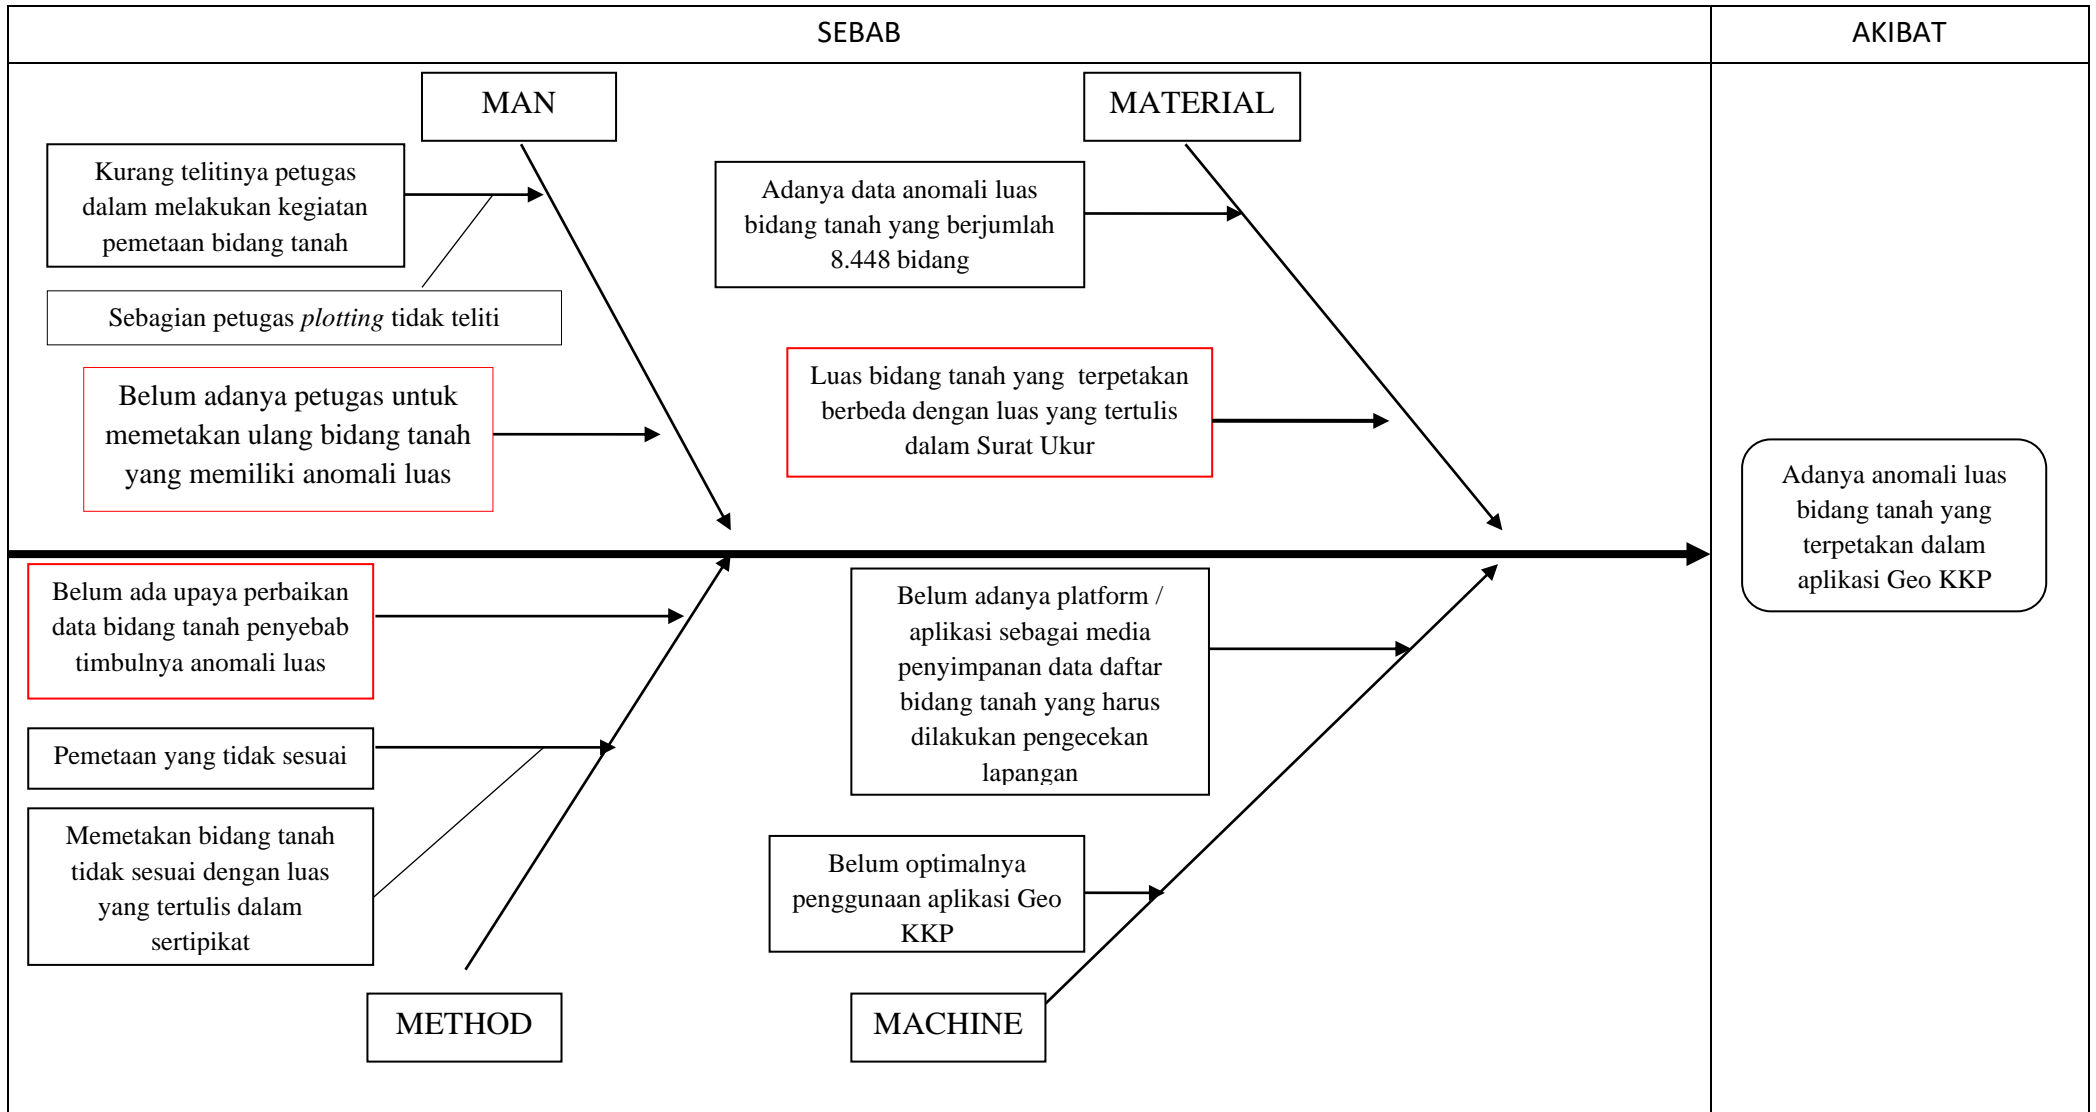 SEBAB
AKIBAT
MAN
MATERIAL
Kurang telitinya petugas
dalam melakukan kegiatan
pemetaan bidang tanah
Sebagian petugas plotting tidak teliti
Belum adanya petugas untuk
memetakan ulang bidang tanah
yang memiliki anomali luas
Adanya data anomali luas
bidang tanah yang berjumlah
8.448 bidang
Luas bidang tanah yang terpetakan
berbeda dengan luas yang tertulis
dalam Surat Ukur
Adanya anomali luas
bidang tanah yang
terpetakan dalam
aplikasi Geo KKP
Belum ada upaya perbaikan
data bidang tanah penyebab
timbulnya anomali luas
Pemetaan yang tidak sesuai
Memetakan bidang tanah
tidak sesuai dengan luas
yang tertulis dalam
sertipikat
Belum adanya platform /
aplikasi sebagai media
penyimpanan data daftar
bidang tanah yang harus
dilakukan pengecekan
lapangan
Belum optimalnya
penggunaan aplikasi Geo
KKP
METHOD
MACHINE